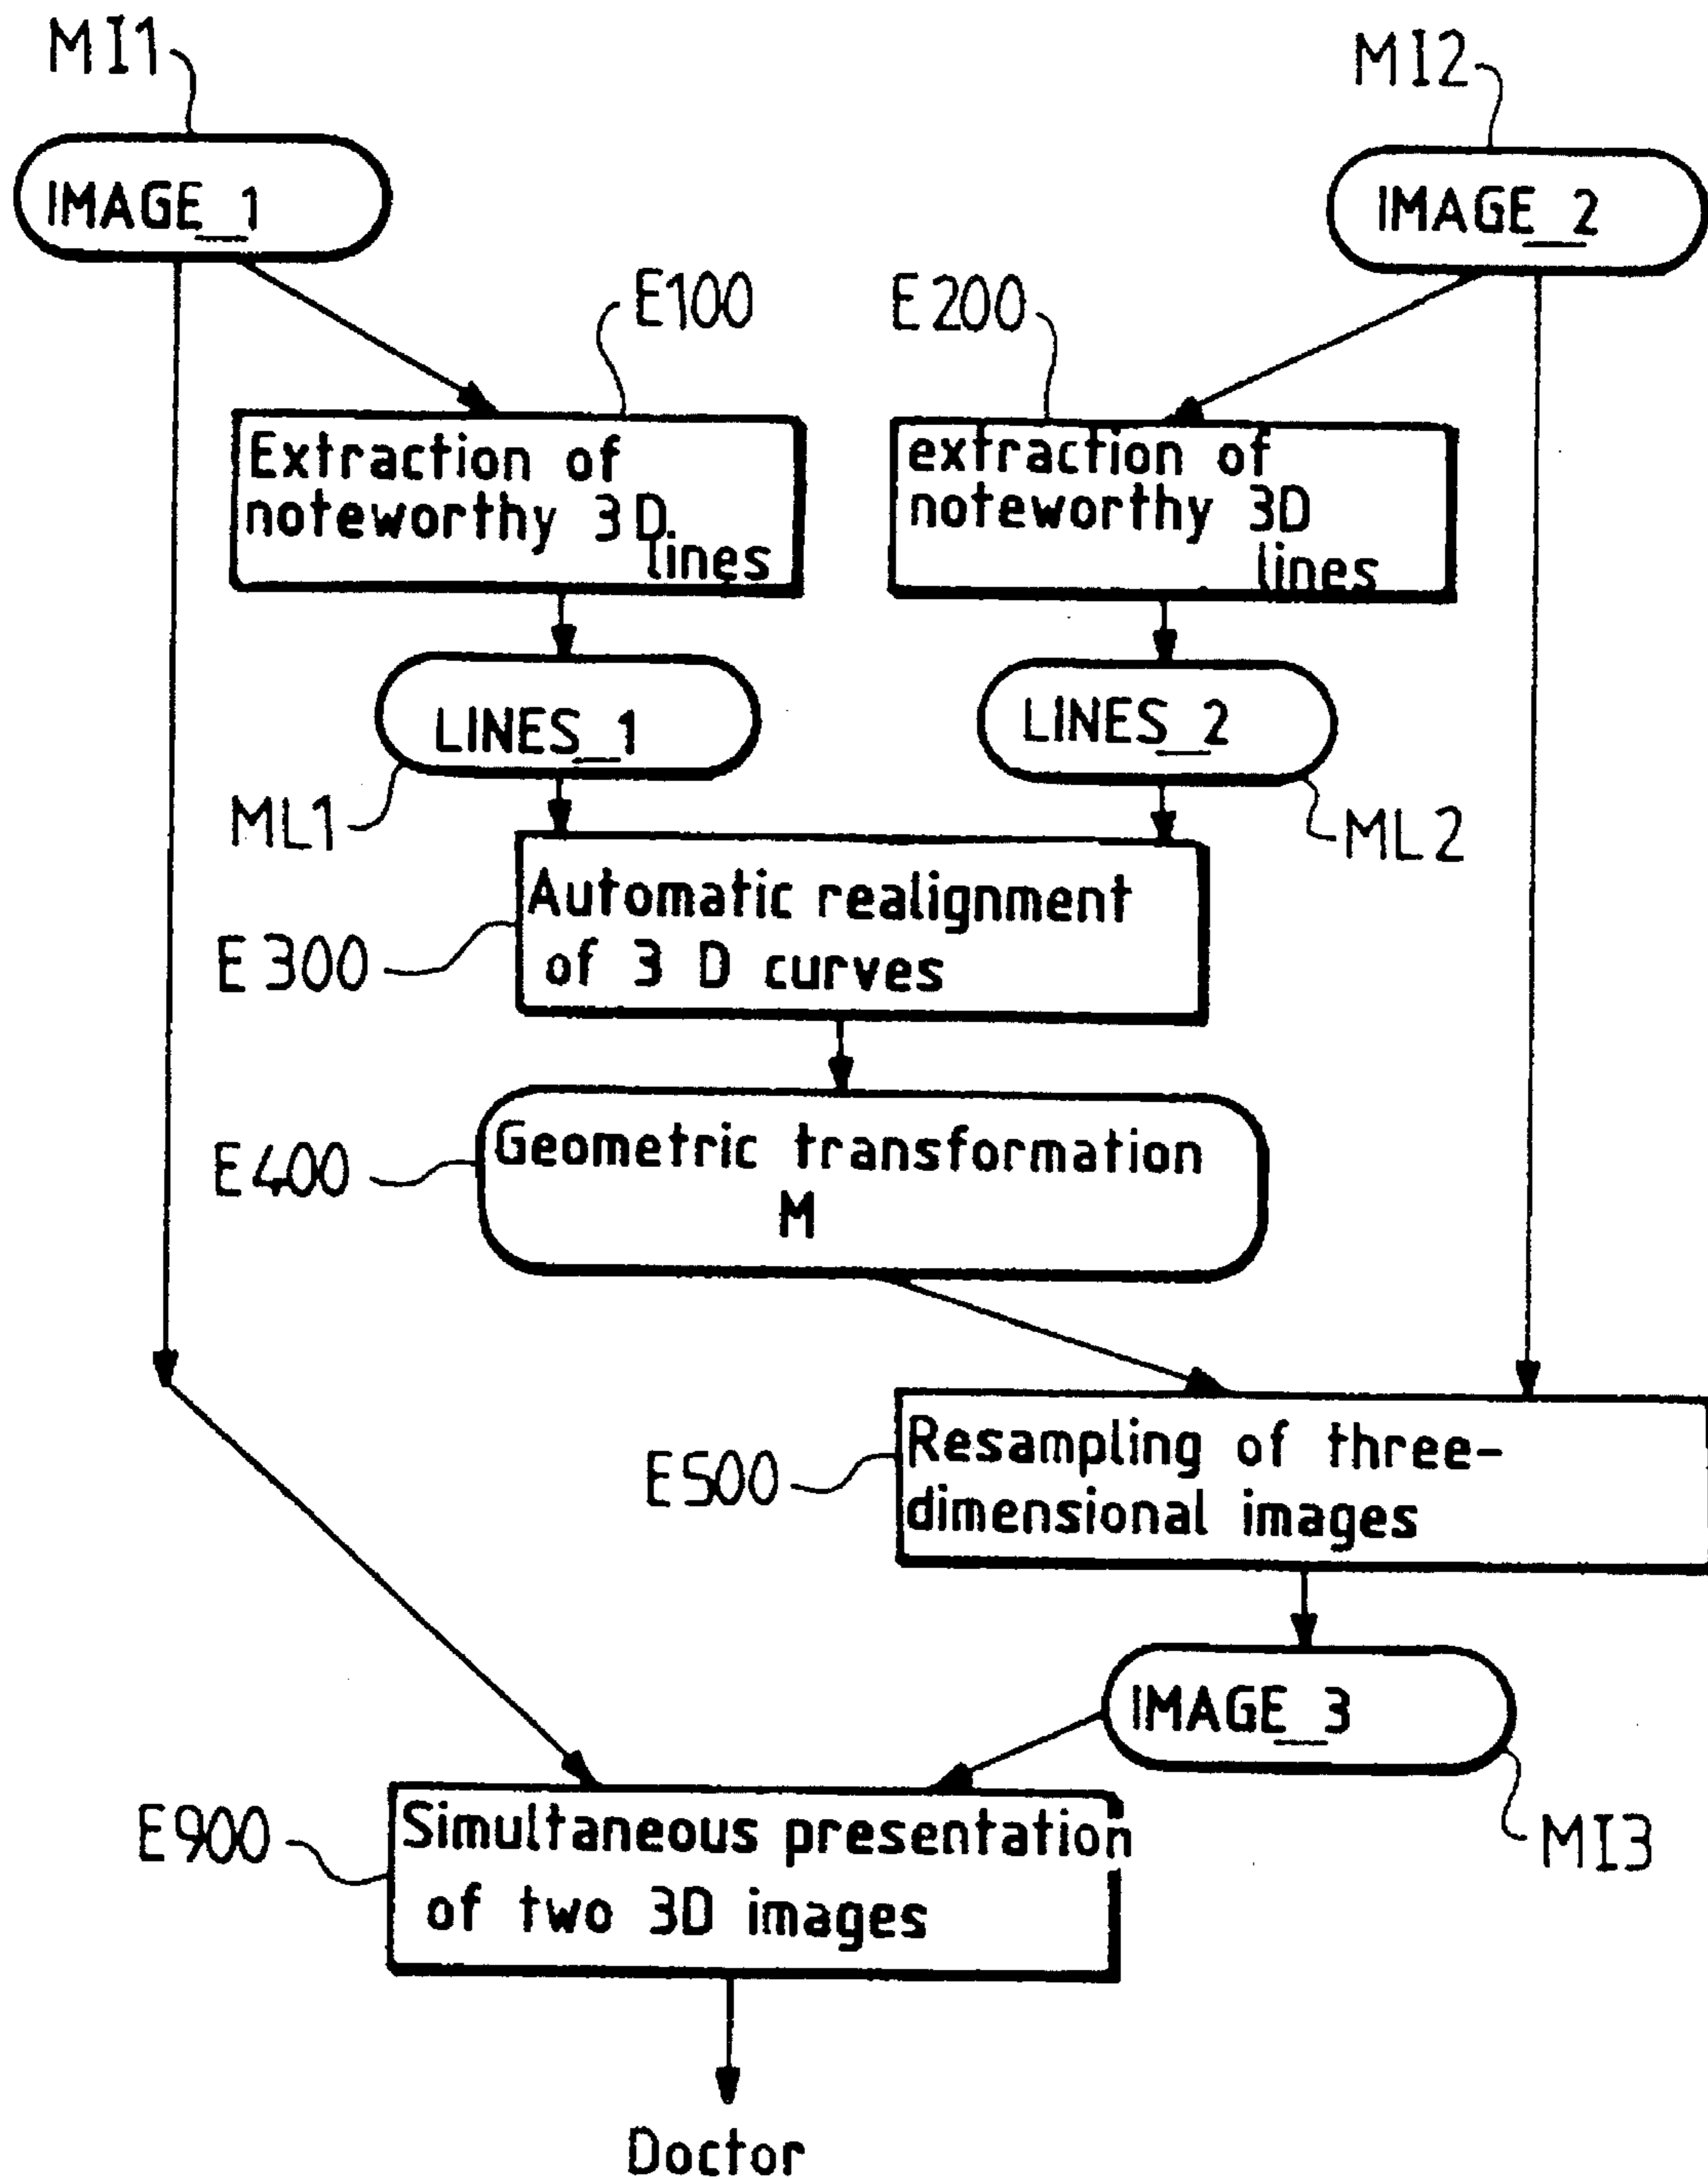 MI1
MI2
IMAGE_1
IMAGE_2
E100
E200
Extraction of
noteworthy 3D
lines
extraction of
noteworthy 3D
lines
LINES_1
LINES_2
ML1
ML2
Automatic realignment
of 3 D curves
E300
Geometric transformation
M
E400
Resampling of three-
dimensional images
E500
IMAGE_3
MI3
Simultaneous presentation
of two 3D images
E900
Doctor